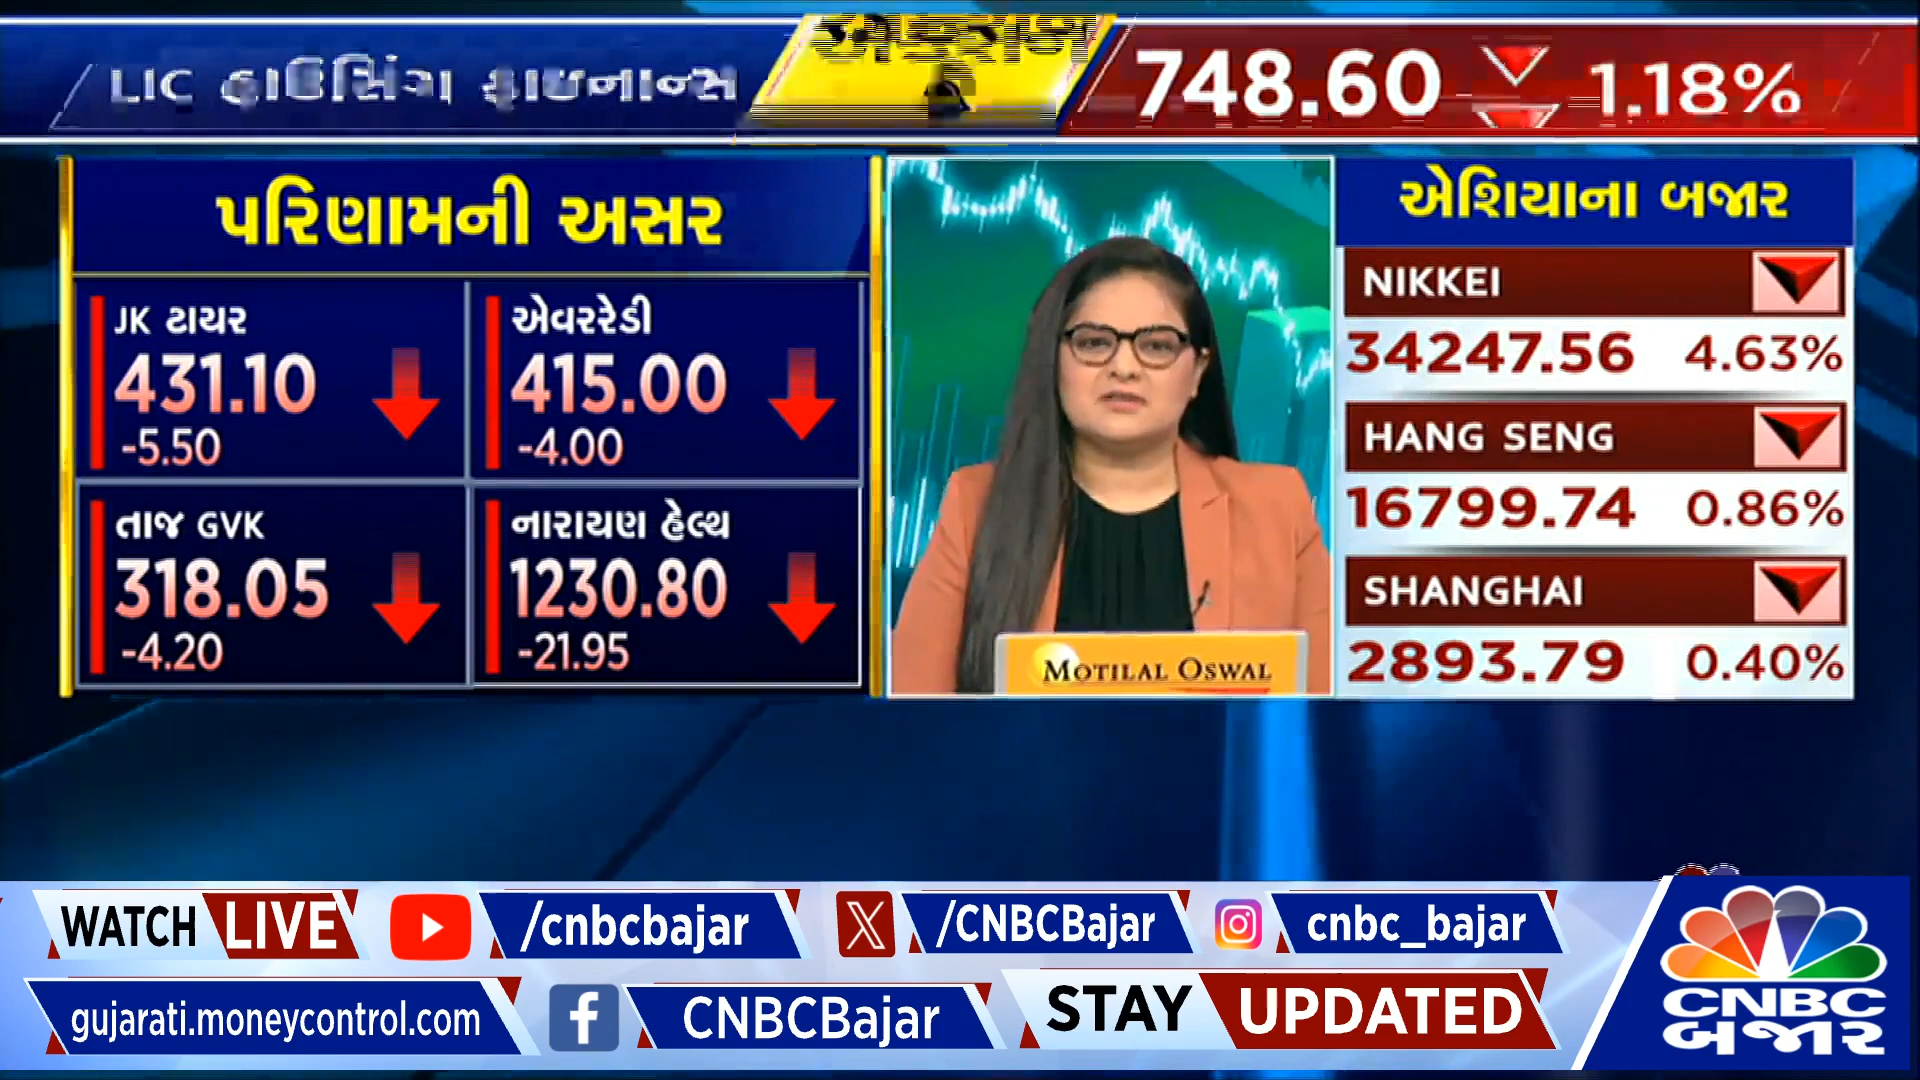 LIC હાઉસિંગ ફાઇનાન્સ
748.60 1.18%
પરિણામની અસર
JK ટાયર
431.10
-5.50
એવરરેડી
415.00
-4.00
તાજ GVK
318.05
-4.20
નારાયણ હેલ્થ
1230.80
-21.95
MOTILAL OSWAL
એશિયાના બજાર
NIKKEI
34247.56 4.63%
HANG SENG
16799.74 0.86%
SHANGHAI
2893.79 0.40%
WATCH LIVE /cnbcbajar /CNBCBajar cnbc_bajar
gujarati.moneycontrol.com CNBCBajar STAY UPDATED
CNBC
બજાર